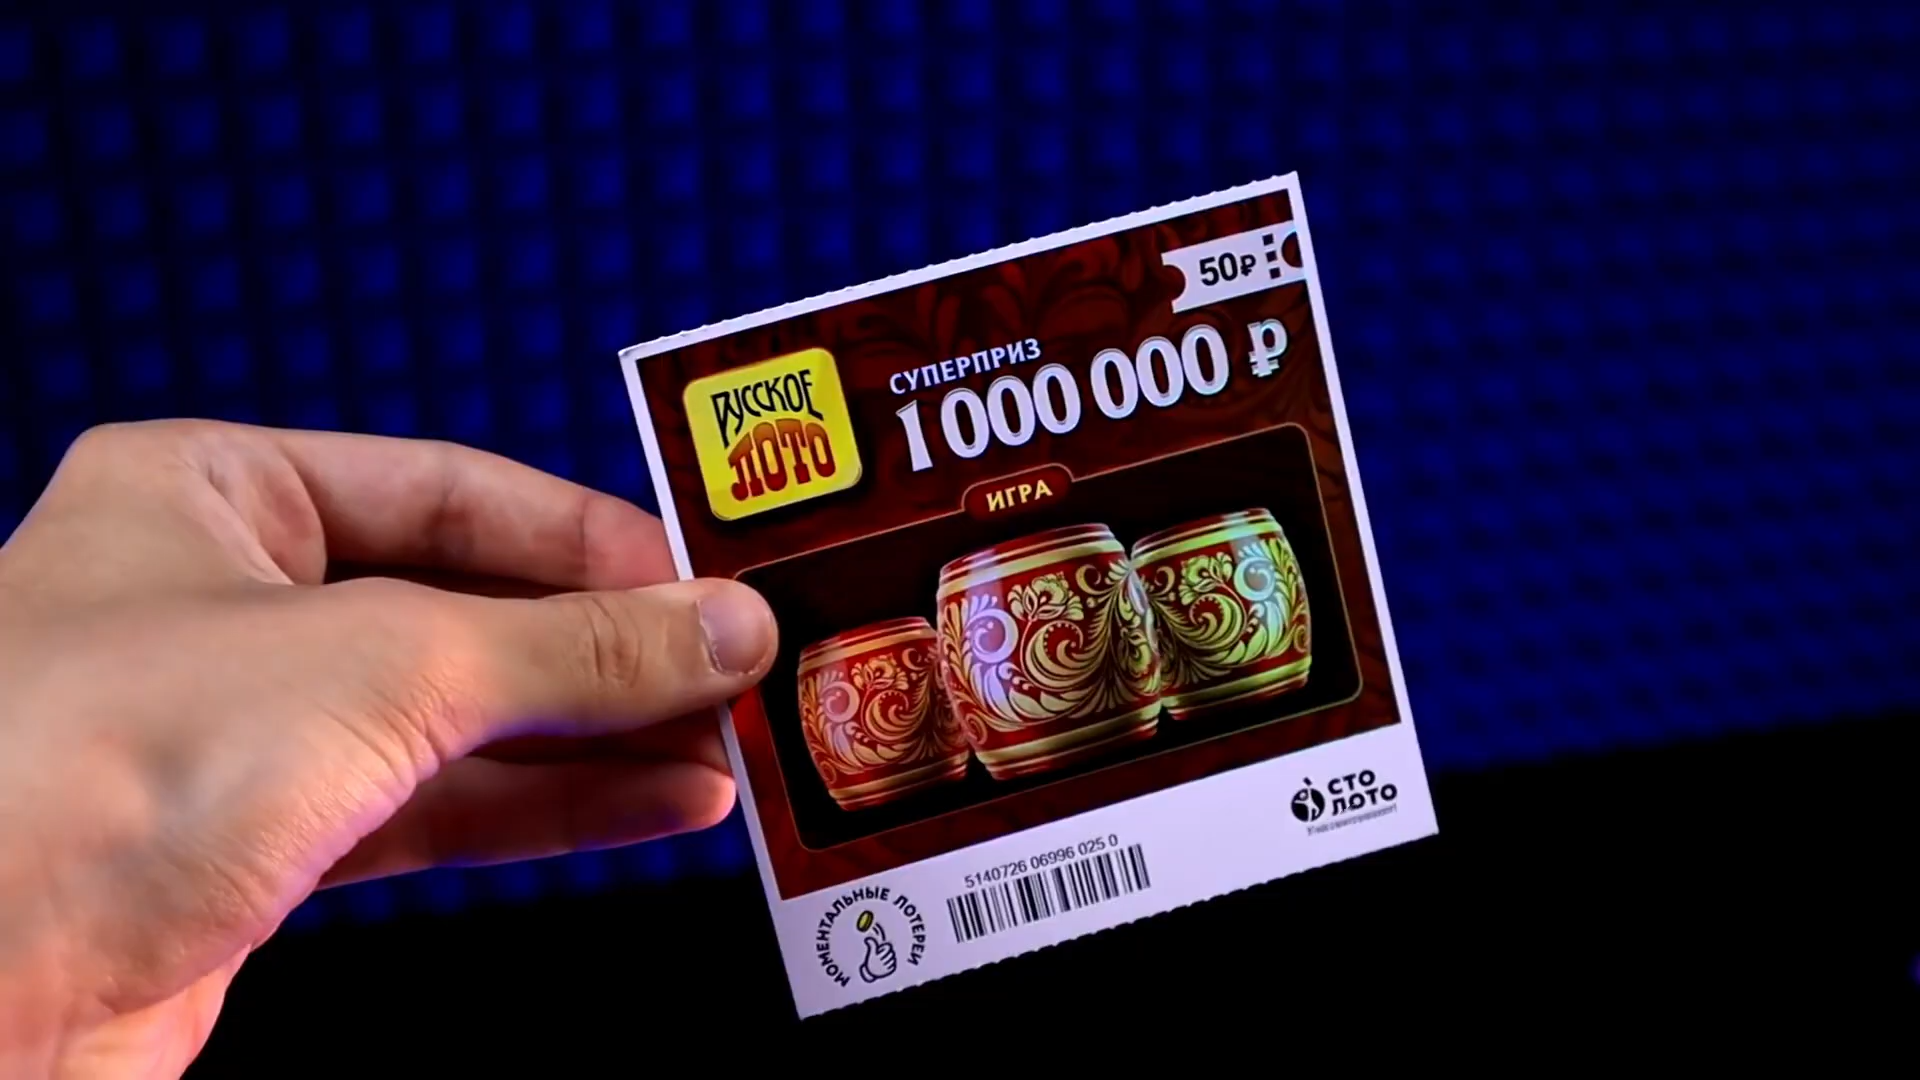 50₽
РУССКОЕ
ЛОТО
СУПЕРПРИЗ
1 000 000 ₽
ИГРА
СТО
ЛОТО
5140726 06996 025 0
МОМЕНТАЛЬНЫЕ ЛОТЕРЕИ